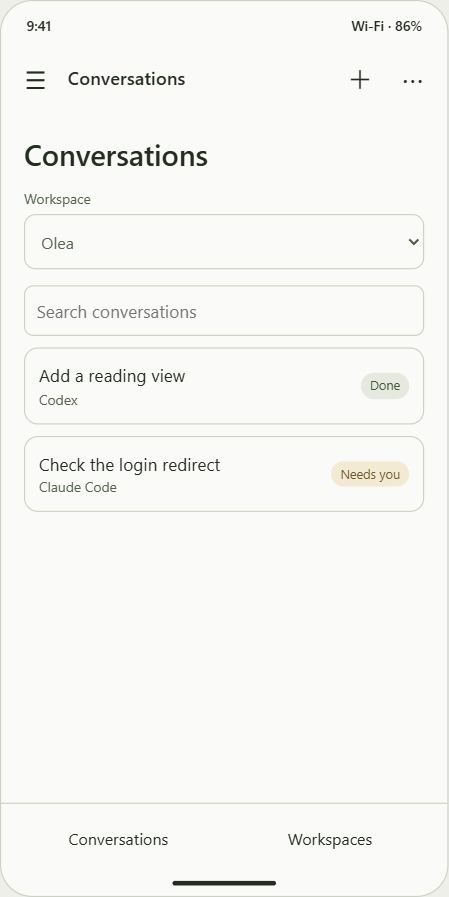 9:41
Wi-Fi · 86%
Conversations
Conversations
Workspace
Olea
Search conversations
Add a reading view
Codex
Done
Check the login redirect
Claude Code
Needs you
Conversations
Workspaces